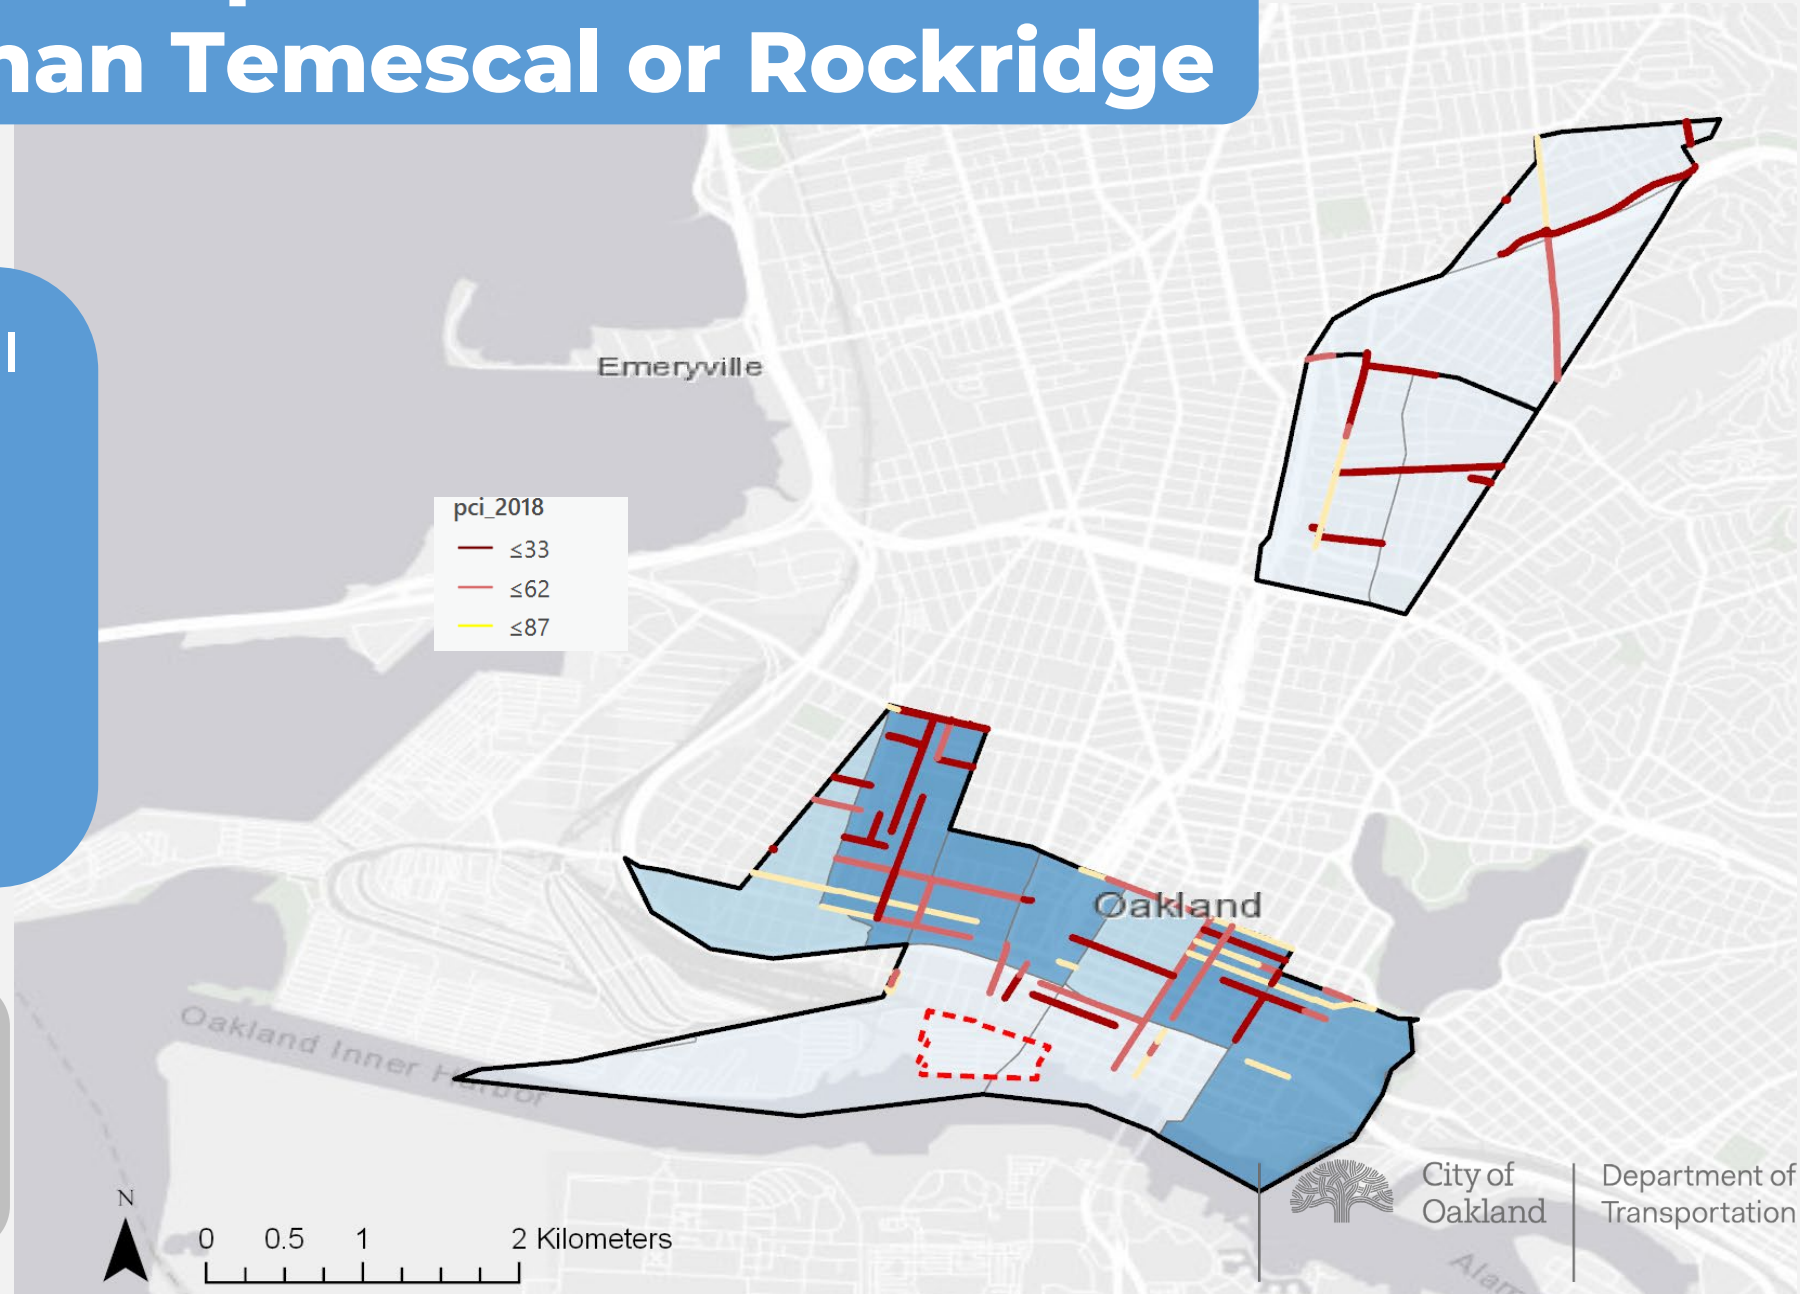 han Temescal or Rockridge
Emeryville
pci_2018
≤33
≤62
≤87
Oakland
Oakland Inner Harbor
N
0 0.5 1 2 Kilometers
City of
Oakland
Department of
Transportation
Alam